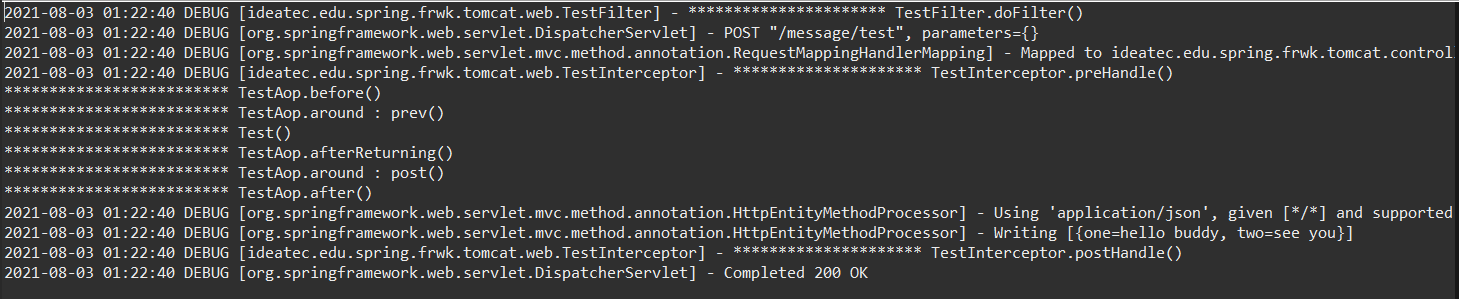 2021-08-03 01:22:40 DEBUG [ideatec.edu.spring.frwk.tomcat.web.TestFilter] - ********************** TestFilter.doFilter()
2021-08-03 01:22:40 DEBUG [org.springframework.web.servlet.DispatcherServlet] - POST "/message/test", parameters={}
2021-08-03 01:22:40 DEBUG [org.springframework.web.servlet.mvc.method.annotation.RequestMappingHandlerMapping] - Mapped to ideatec.edu.spring.frwk.tomcat.controll
2021-08-03 01:22:40 DEBUG [ideatec.edu.spring.frwk.tomcat.web.TestInterceptor] - ********************* TestInterceptor.preHandle()
************************* TestAop.before()
************************* TestAop.around : prev()
************************* Test()
************************* TestAop.afterReturning()
************************* TestAop.around : post()
************************* TestAop.after()
2021-08-03 01:22:40 DEBUG [org.springframework.web.servlet.mvc.method.annotation.HttpEntityMethodProcessor] - Using 'application/json', given [*/*] and supported
2021-08-03 01:22:40 DEBUG [org.springframework.web.servlet.mvc.method.annotation.HttpEntityMethodProcessor] - Writing [{one=hello buddy, two=see you}]
2021-08-03 01:22:40 DEBUG [ideatec.edu.spring.frwk.tomcat.web.TestInterceptor] - ********************* TestInterceptor.postHandle()
2021-08-03 01:22:40 DEBUG [org.springframework.web.servlet.DispatcherServlet] - Completed 200 OK